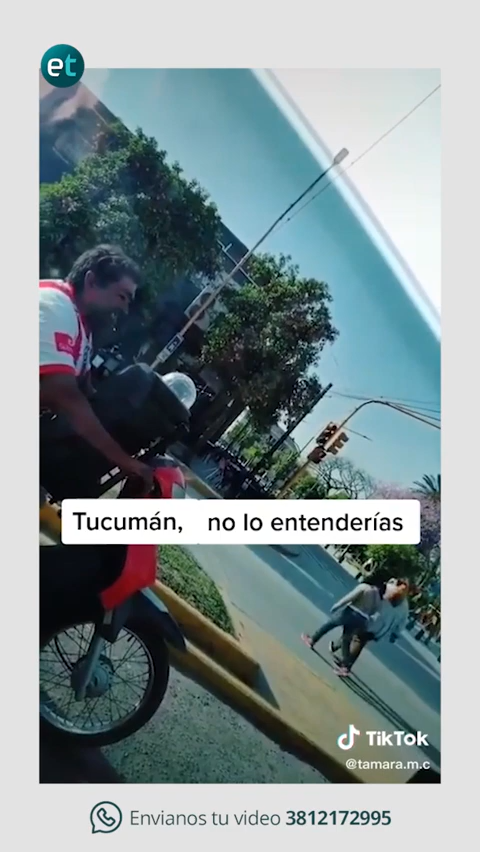 et
Tucumán, no lo entenderías
TikTok
@tamara.m.c
Envianos tu video 3812172995